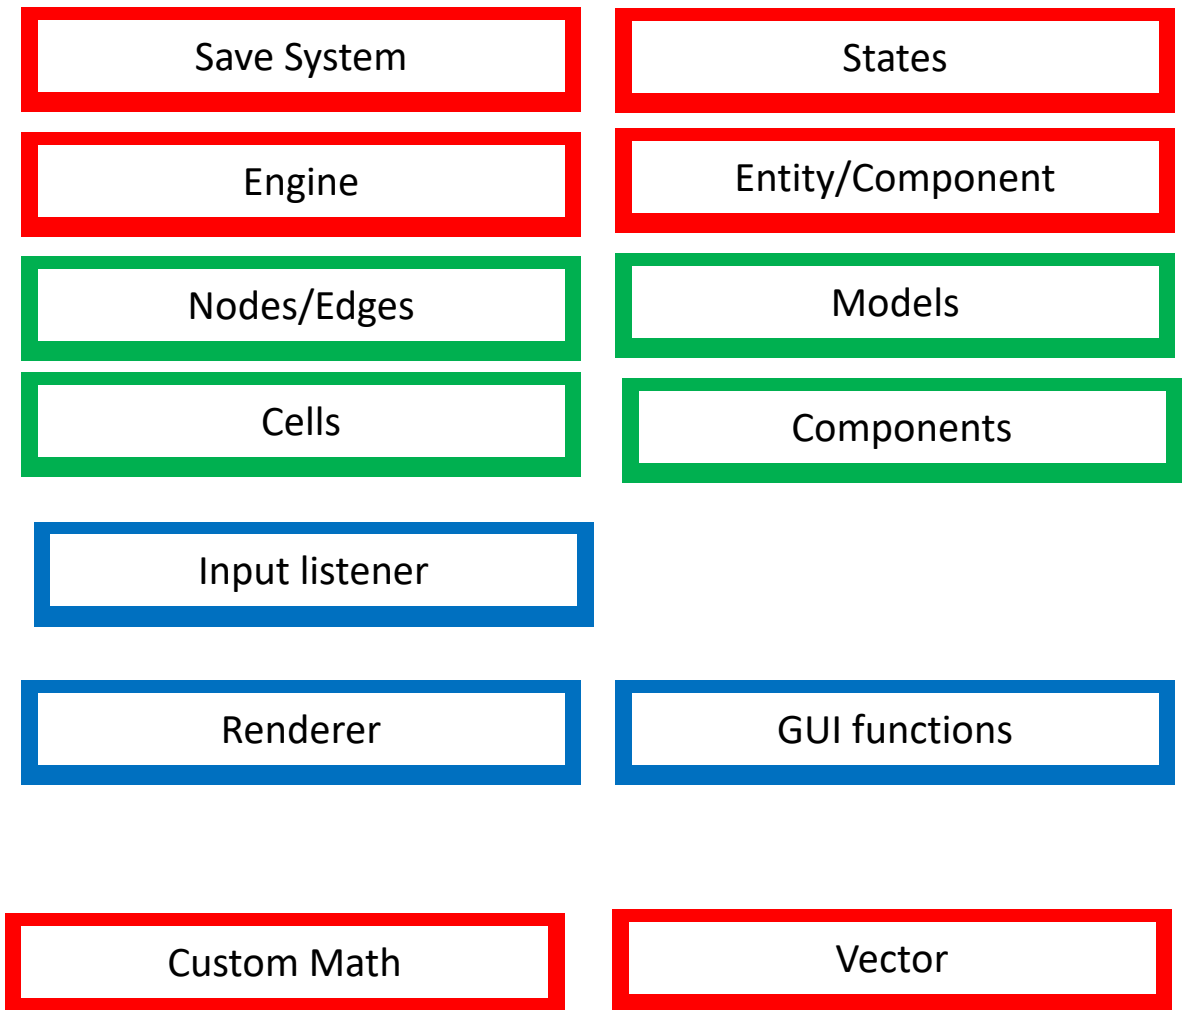 Save System
States
Engine
Entity/Component
Nodes/Edges
Models
Cells
Components
Input listener
Renderer
GUI functions
Custom Math
Vector